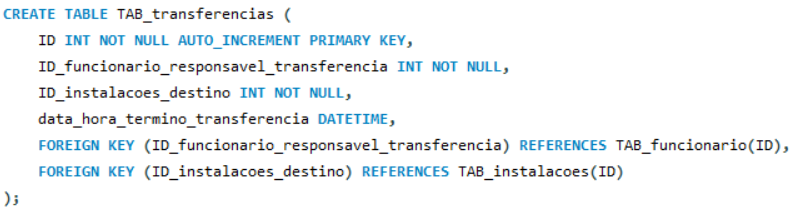 CREATE TABLE TAB_transferencias (
    ID INT NOT NULL AUTO_INCREMENT PRIMARY KEY,
    ID_funcionario_responsavel_transferencia INT NOT NULL,
    ID_instalacoes_destino INT NOT NULL,
    data_hora_termino_transferencia DATETIME,
    FOREIGN KEY (ID_funcionario_responsavel_transferencia) REFERENCES TAB_funcionario(ID),
    FOREIGN KEY (ID_instalacoes_destino) REFERENCES TAB_instalacoes(ID)
);